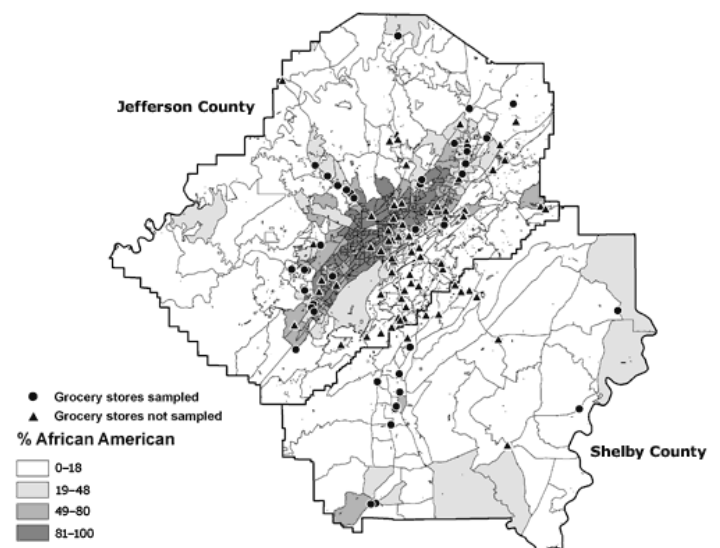 Jefferson County
Grocery stores sampled
Grocery stores not sampled
% African American
0–18
19–48
49–80
81–100
Shelby County